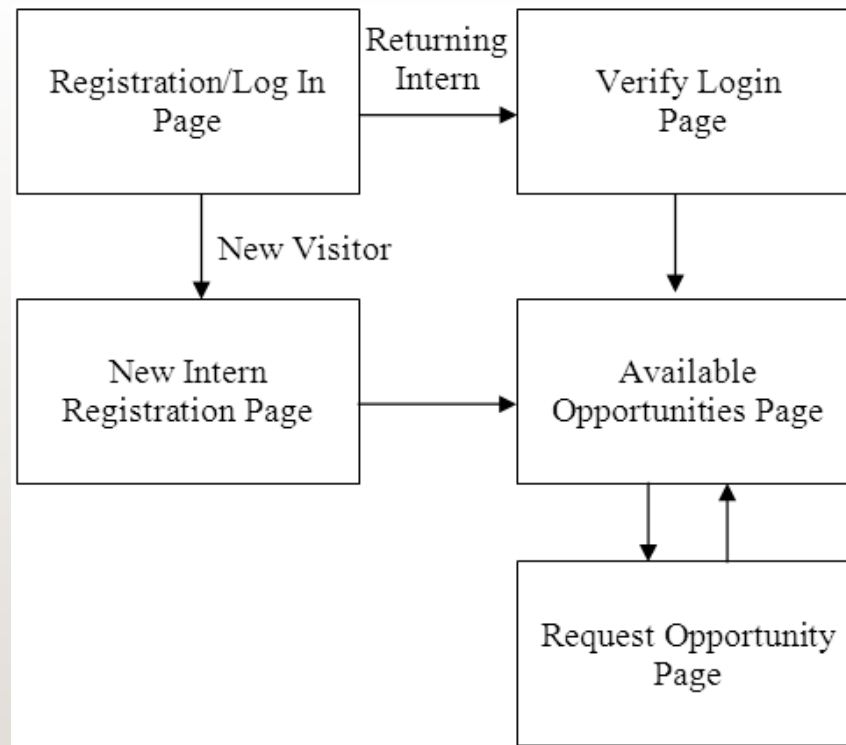 Registration/Log In
Page
Returning
Intern
Verify Login
Page
New Visitor
New Intern
Registration Page
Available
Opportunities Page
Request Opportunity
Page